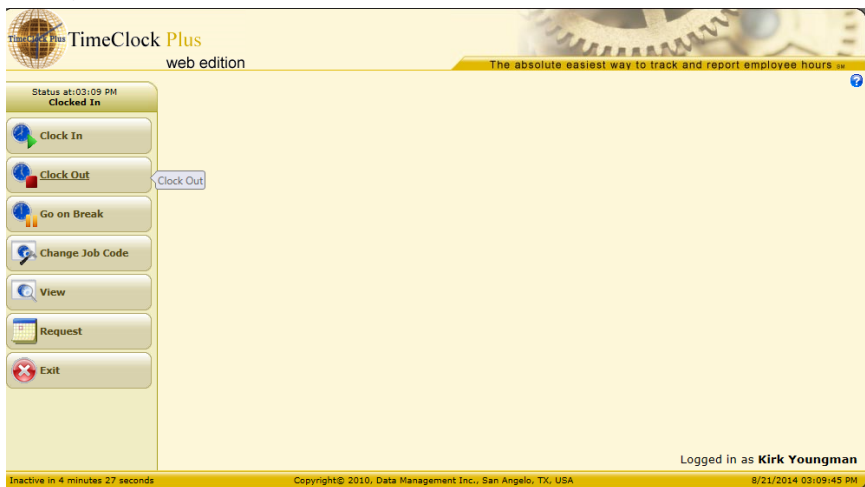 TimeClock Plus
TimeClock Plus
web edition
The absolute easiest way to track and report employee hours SM
Status at:03:09 PM
Clocked In
Clock In
Clock Out
Clock Out
Go on Break
Change Job Code
View
Request
Exit
Logged in as Kirk Youngman
Inactive in 4 minutes 27 seconds
Copyright© 2010, Data Management Inc., San Angelo, TX, USA
8/21/2014 03:09:45 PM